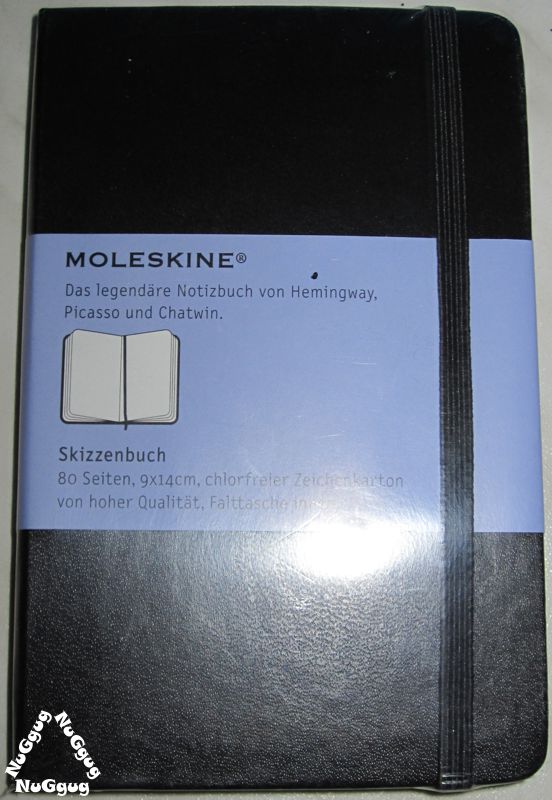 MOLESKINE®
Das legendäre Notizbuch von Hemingway,
Picasso und Chatwin.
Skizzenbuch
80 Seiten, 9x14cm, chlorfreier Zeichenkarton
von hoher Qualität, Falttasche
NuGgug
NuGgug
NuGgug